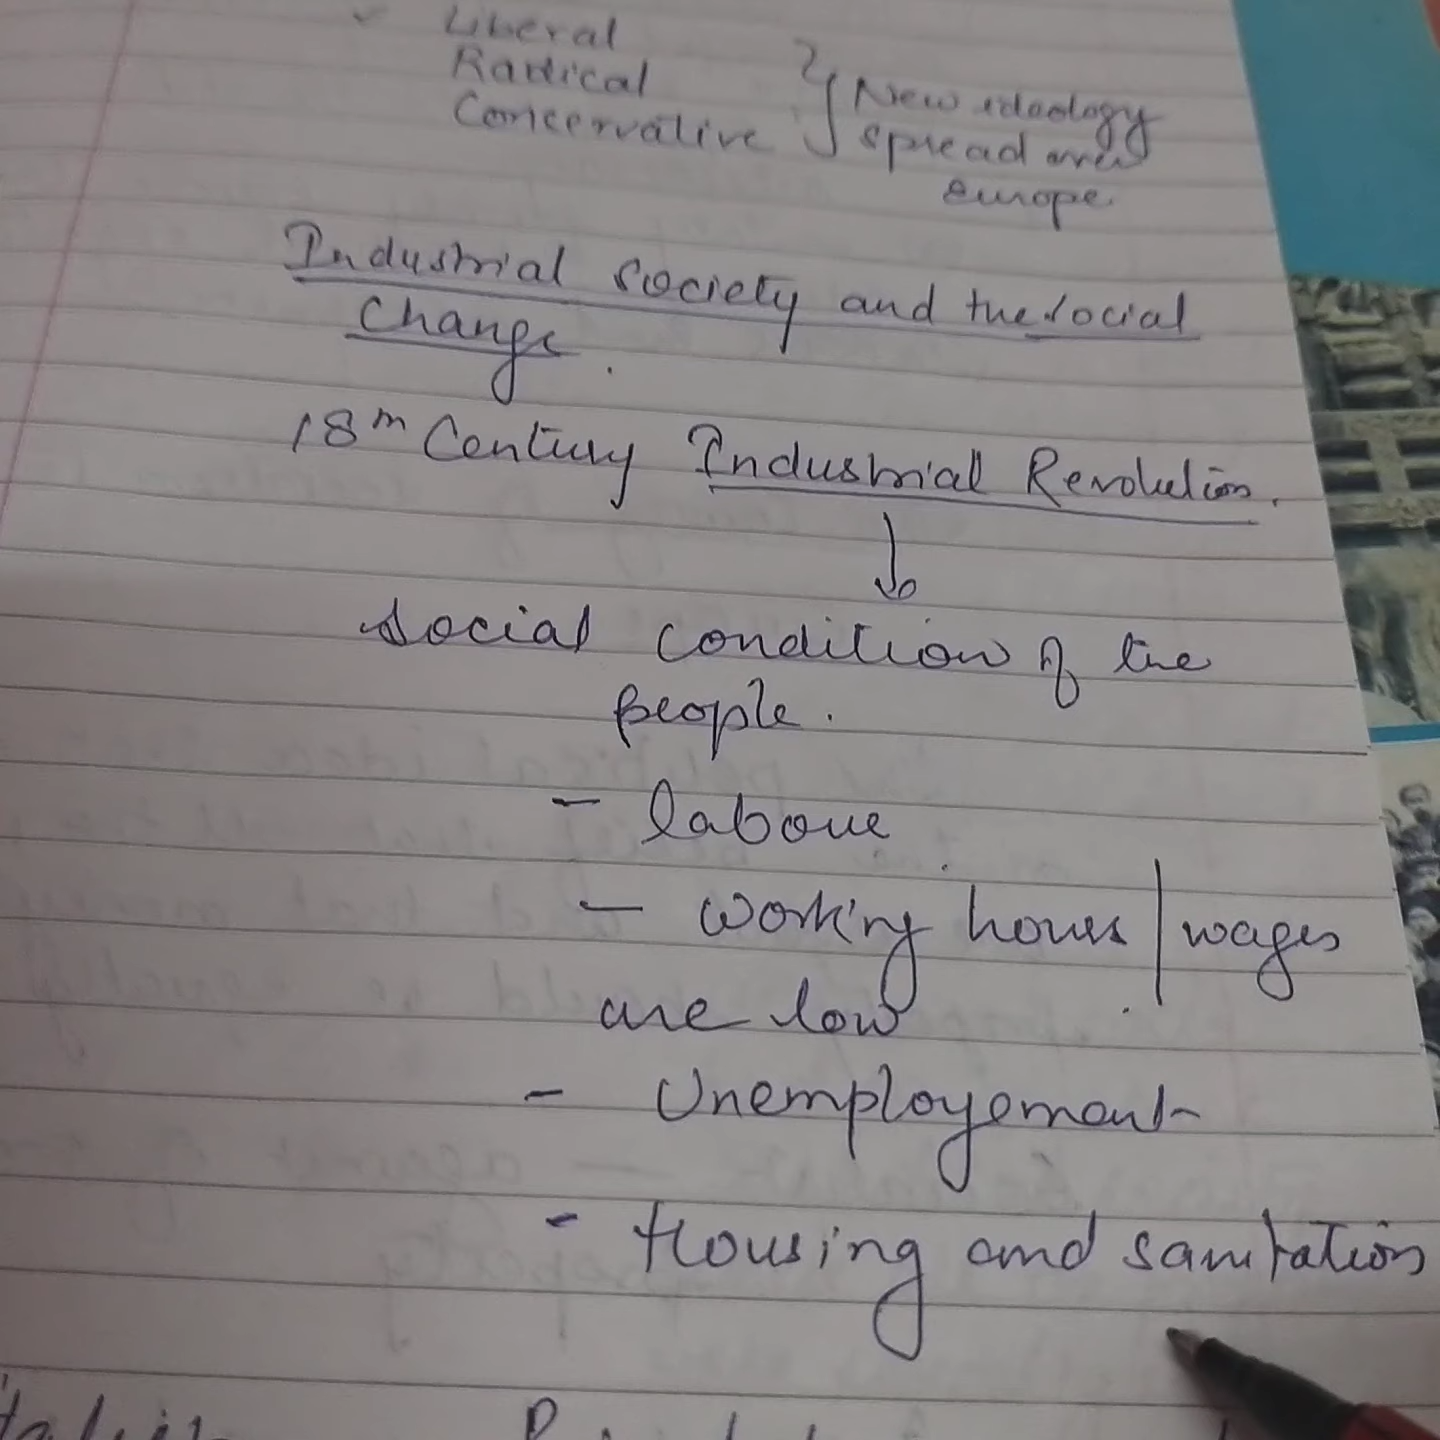 Liberal
Radical
Conservative
New ideology
spread over
europe
Industrial society and the social
Change.
18th Century Industrial Revolution.
social condition of the
people.
- labour
- working hours | wages
are low
- Unemployement
- Housing and sanitation